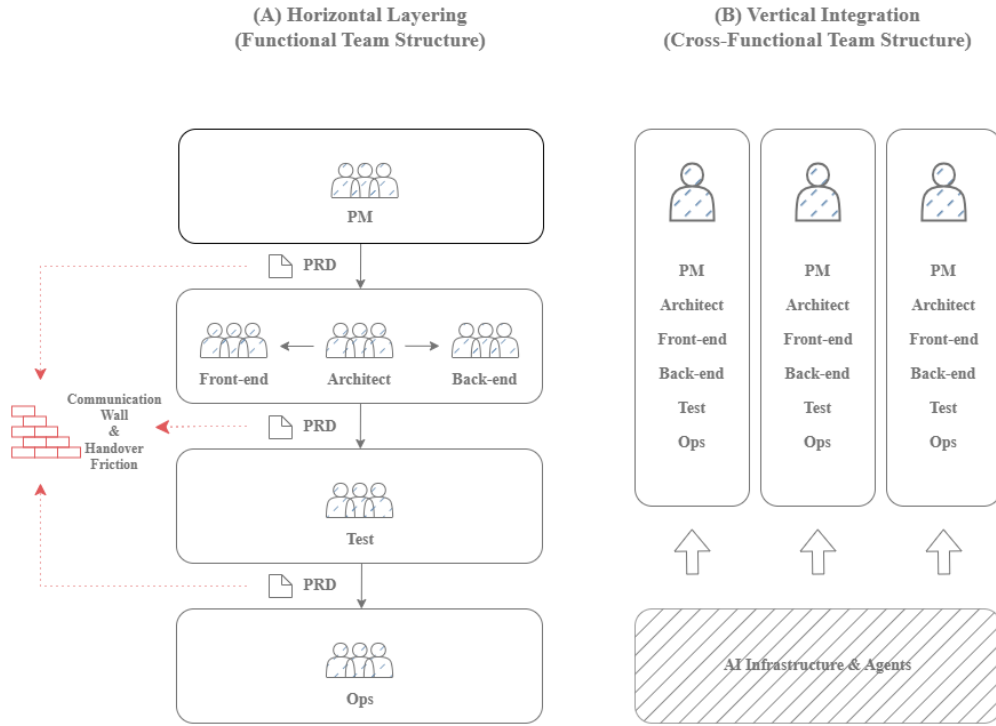 (A) Horizontal Layering
(Functional Team Structure)
(B) Vertical Integration
(Cross-Functional Team Structure)
PM
PRD
Front-end
Architect
Back-end
Communication
Wall
&
Handover
Friction
PRD
Test
PRD
Ops
PM
Architect
Front-end
Back-end
Test
Ops
PM
Architect
Front-end
Back-end
Test
Ops
PM
Architect
Front-end
Back-end
Test
Ops
AI Infrastructure & Agents